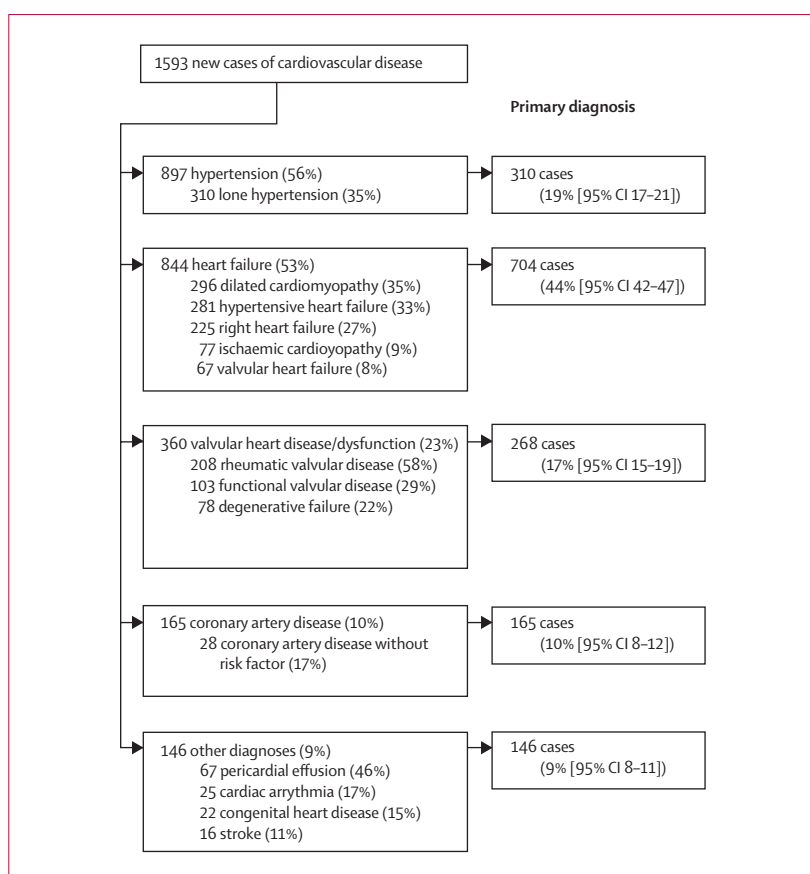 1593 new cases of cardiovascular disease
Primary diagnosis
897 hypertension (56%)
310 lone hypertension (35%)
310 cases
(19% [95% CI 17–21])
844 heart failure (53%)
296 dilated cardiomyopathy (35%)
281 hypertensive heart failure (33%)
225 right heart failure (27%)
77 ischaemic cardioyopathy (9%)
67 valvular heart failure (8%)
704 cases
(44% [95% CI 42–47])
360 valvular heart disease/dysfunction (23%)
208 rheumatic valvular disease (58%)
103 functional valvular disease (29%)
78 degenerative failure (22%)
268 cases
(17% [95% CI 15–19])
165 coronary artery disease (10%)
28 coronary artery disease without
risk factor (17%)
165 cases
(10% [95% CI 8–12])
146 other diagnoses (9%)
67 pericardial effusion (46%)
25 cardiac arrythmia (17%)
22 congenital heart disease (15%)
16 stroke (11%)
146 cases
(9% [95% CI 8–11])